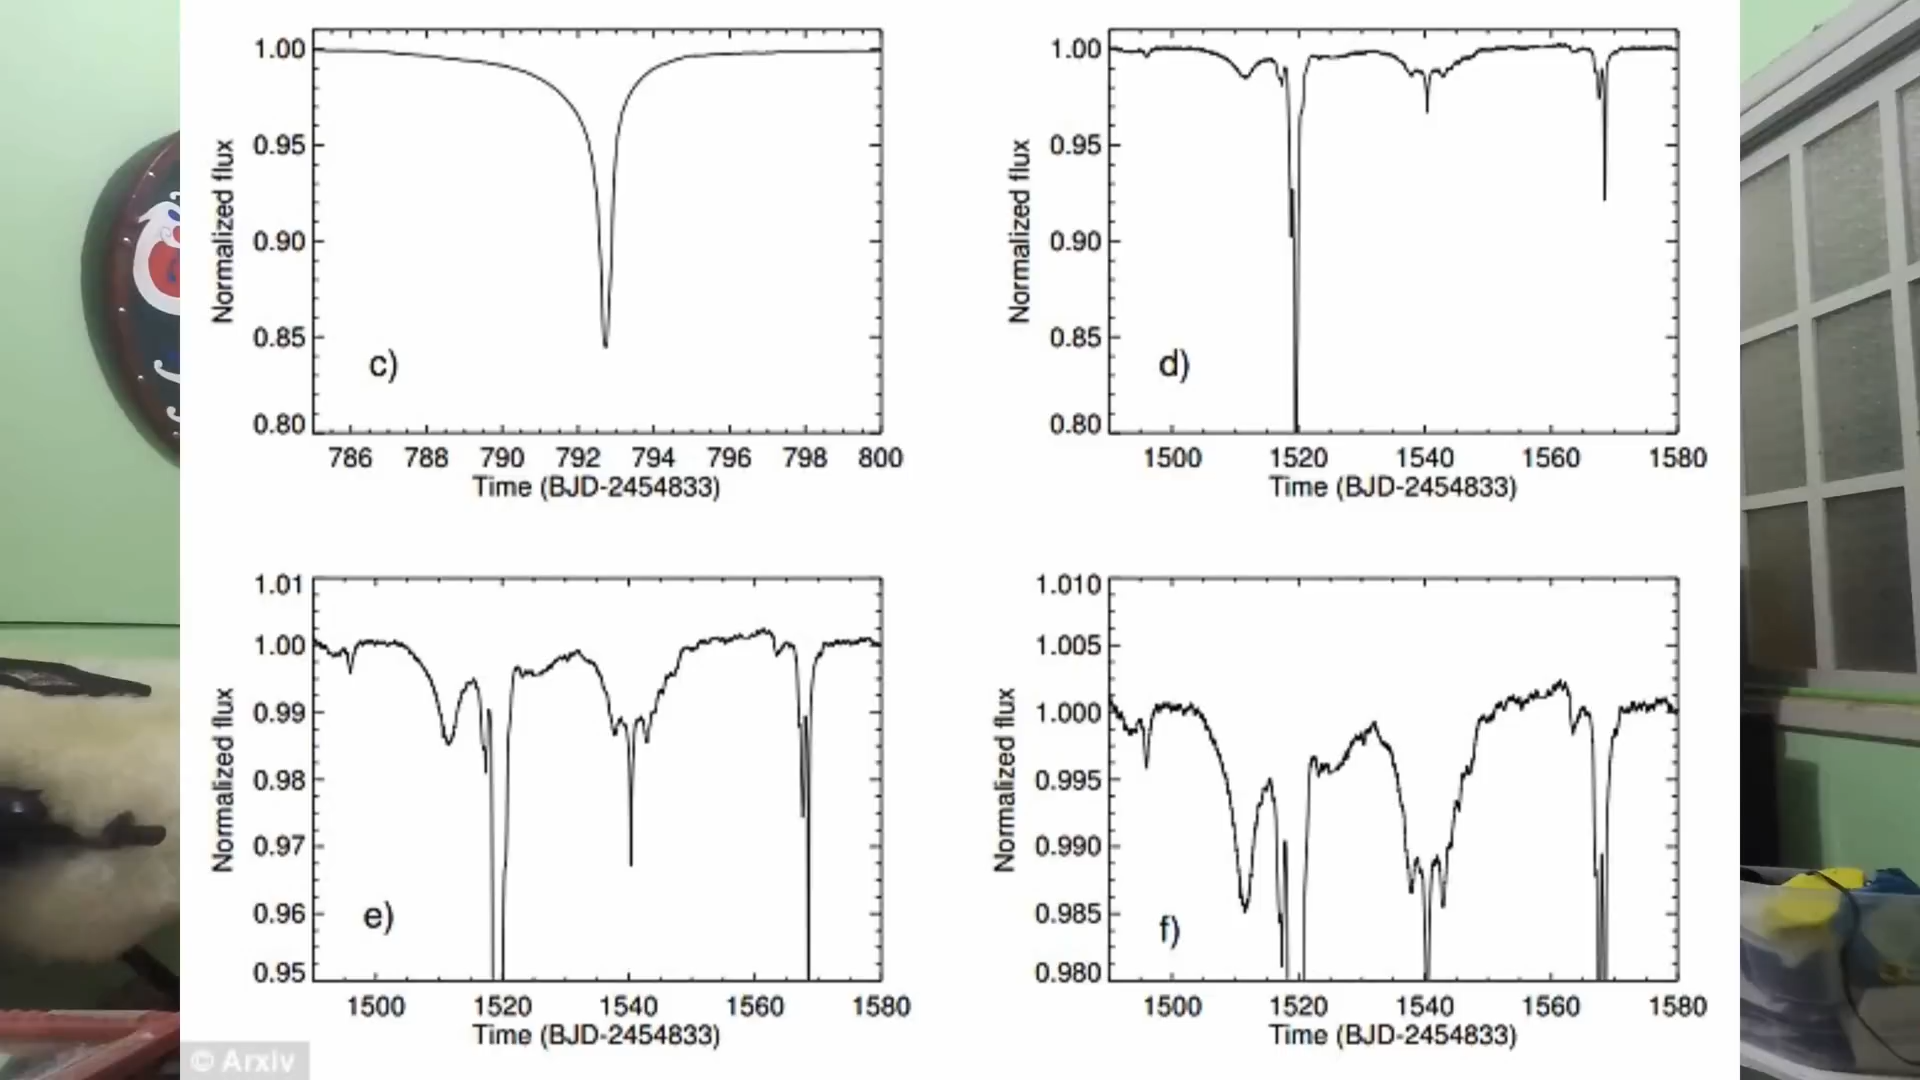 1.00
0.95
0.90
0.85
0.80
Normalized flux
c)
786 788 790 792 794 796 798 800
Time (BJD-2454833)
1.00
0.95
0.90
0.85
0.80
Normalized flux
d)
1500 1520 1540 1560 1580
Time (BJD-2454833)
1.01
1.00
0.99
0.98
0.97
0.96
0.95
Normalized flux
e)
1500 1520 1540 1560 1580
Time (BJD-2454833)
1.010
1.005
1.000
0.995
0.990
0.985
0.980
Normalized flux
f)
1500 1520 1540 1560 1580
Time (BJD-2454833)
© Arxiv